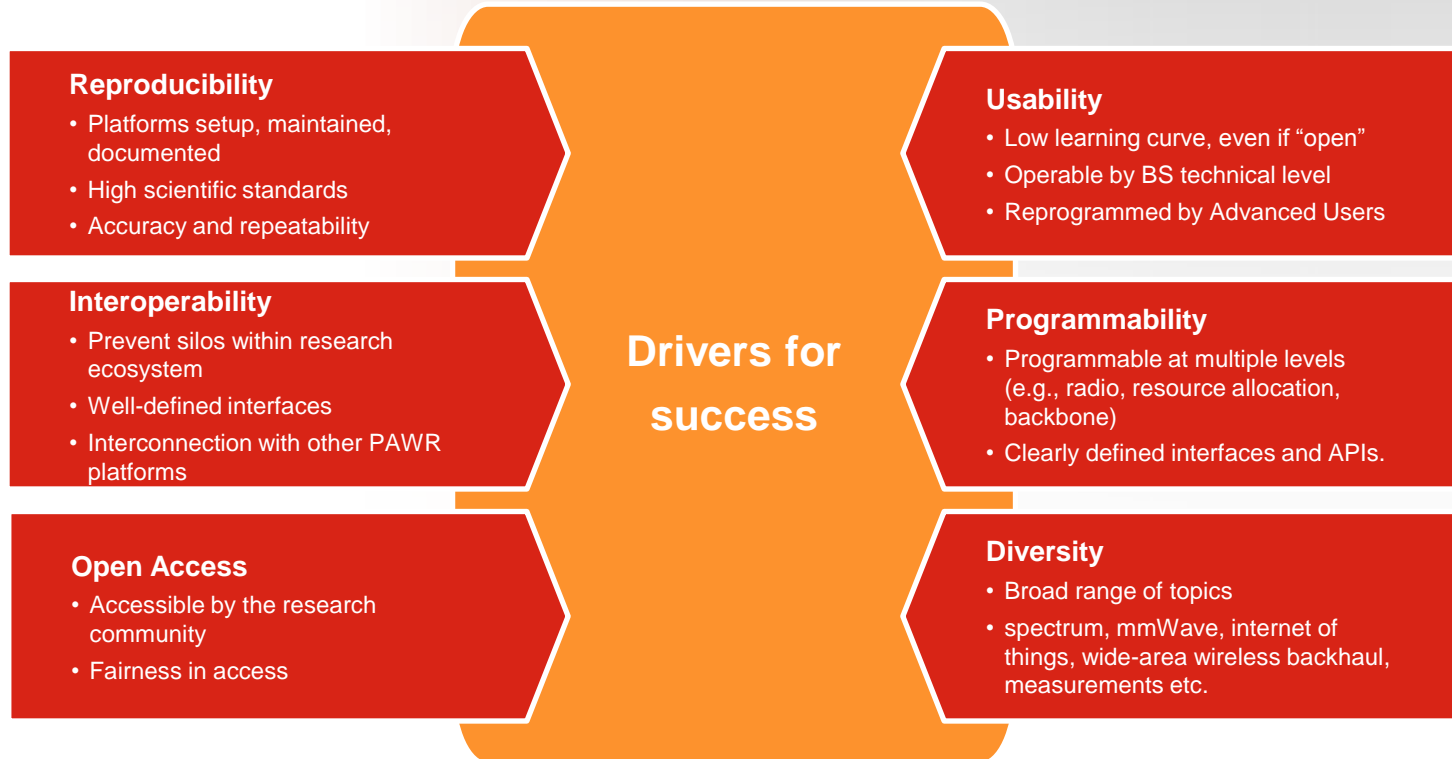 Reproducibility
• Platforms setup, maintained,
documented
• High scientific standards
• Accuracy and repeatability
Interoperability
• Prevent silos within research
ecosystem
• Well-defined interfaces
• Interconnection with other PAWR
platforms
Open Access
• Accessible by the research
community
• Fairness in access
Drivers for
success
Usability
• Low learning curve, even if “open”
• Operable by BS technical level
• Reprogrammed by Advanced Users
Programmability
• Programmable at multiple levels
(e.g., radio, resource allocation,
backbone)
• Clearly defined interfaces and APIs.
Diversity
• Broad range of topics
• spectrum, mmWave, internet of
things, wide-area wireless backhaul,
measurements etc.